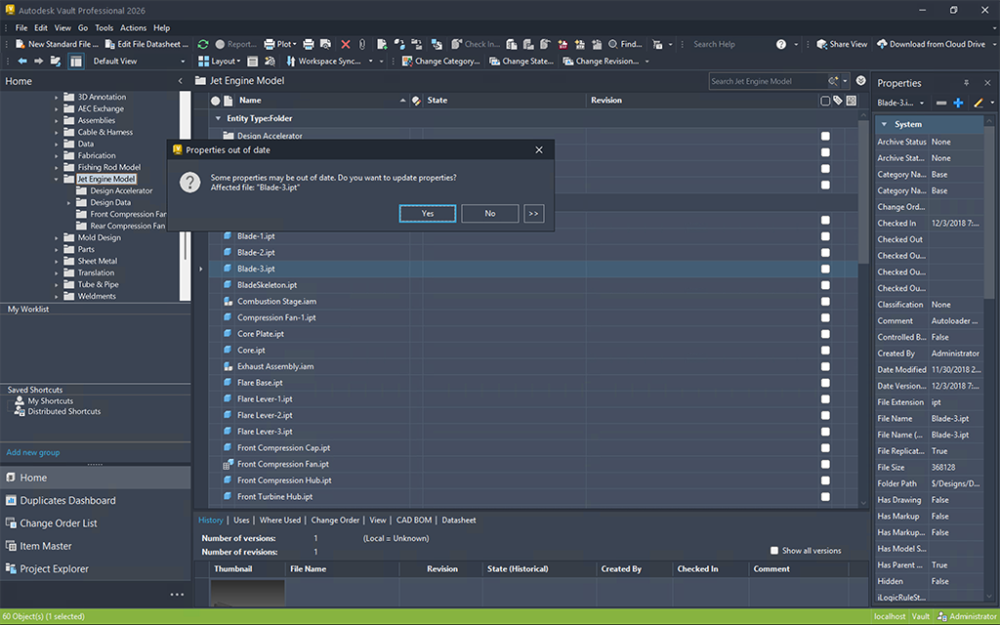 Autodesk Vault Professional 2026
File Edit View Go Tools Actions Help
New Standard File ... Edit File Datasheet ... Report... Plot Check In... Find... Search Help Share View Download from Cloud Drive
Default View Layout Workspace Sync... Change Category... Change State... Change Revision...
Home
3D Annotation
AEC Exchange
Assemblies
Cable & Harness
Data
Fabrication
Fishing Rod Model
Jet Engine Model
Design Accelerator
Design Data
Front Compression Fan
Rear Compression Fan
Mold Design
Parts
Sheet Metal
Translation
Tube & Pipe
Weldments
My Worklist
Saved Shortcuts
My Shortcuts
Distributed Shortcuts
Add new group
Home
Duplicates Dashboard
Change Order List
Item Master
Project Explorer
Jet Engine Model
Search Jet Engine Model
Name State Revision
Entity Type:Folder
Design Accelerator
Properties out of date
Some properties may be out of date. Do you want to update properties?
Affected file: "Blade-3.ipt"
Yes No >>
Blade-1.ipt
Blade-2.ipt
Blade-3.ipt
BladeSkeleton.ipt
Combustion Stage.iam
Compression Fan-1.ipt
Core Plate.ipt
Core.ipt
Exhaust Assembly.iam
Flare Base.ipt
Flare Lever-1.ipt
Flare Lever-2.ipt
Flare Lever-3.ipt
Front Compression Cap.ipt
Front Compression Fan.ipt
Front Compression Hub.ipt
Front Turbine Hub.ipt
History | Uses | Where Used | Change Order | View | CAD BOM | Datasheet
Number of versions: 1 (Local = Unknown)
Number of revisions: 1
Show all versions
Thumbnail File Name Revision State (Historical) Created By Checked In Comment
Properties
Blade-3.i...
System
Archive Status None
Archive Stat... None
Category Na... Base
Category Na... Base
Change Ord...
Checked In 12/3/2018 7:...
Checked Out
Checked Ou...
Checked Ou...
Checked Ou...
Classification None
Comment Autoloader ...
Controlled B... False
Created By Administrator
Date Modified 11/30/2018 2...
Date Version... 12/3/2018 7:...
File Extension ipt
File Name Blade-3.ipt
File Name (... Blade-3.ipt
File Replicat... True
File Size 368128
Folder Path $/Designs/D...
Has Drawing False
Has Markup False
Has Markup... False
Has Model S...
Has Parent ... True
Hidden False
iLogicRuleSt...
60 Object(s) (1 selected)
localhost Vault Administrator